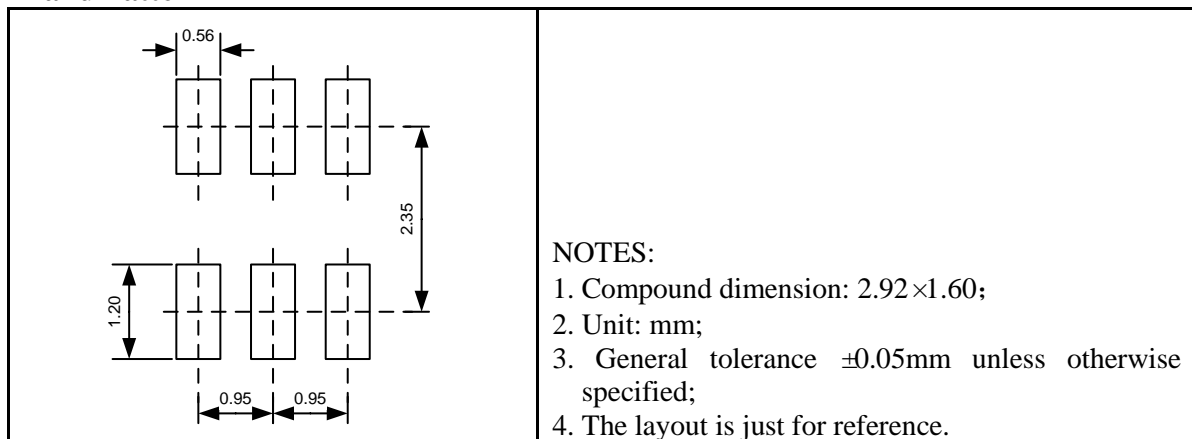 0.56
2.35
1.20
0.95 0.95
NOTES:
1. Compound dimension: 2.92×1.60;
2. Unit: mm;
3. General tolerance ±0.05mm unless otherwise
specified;
4. The layout is just for reference.